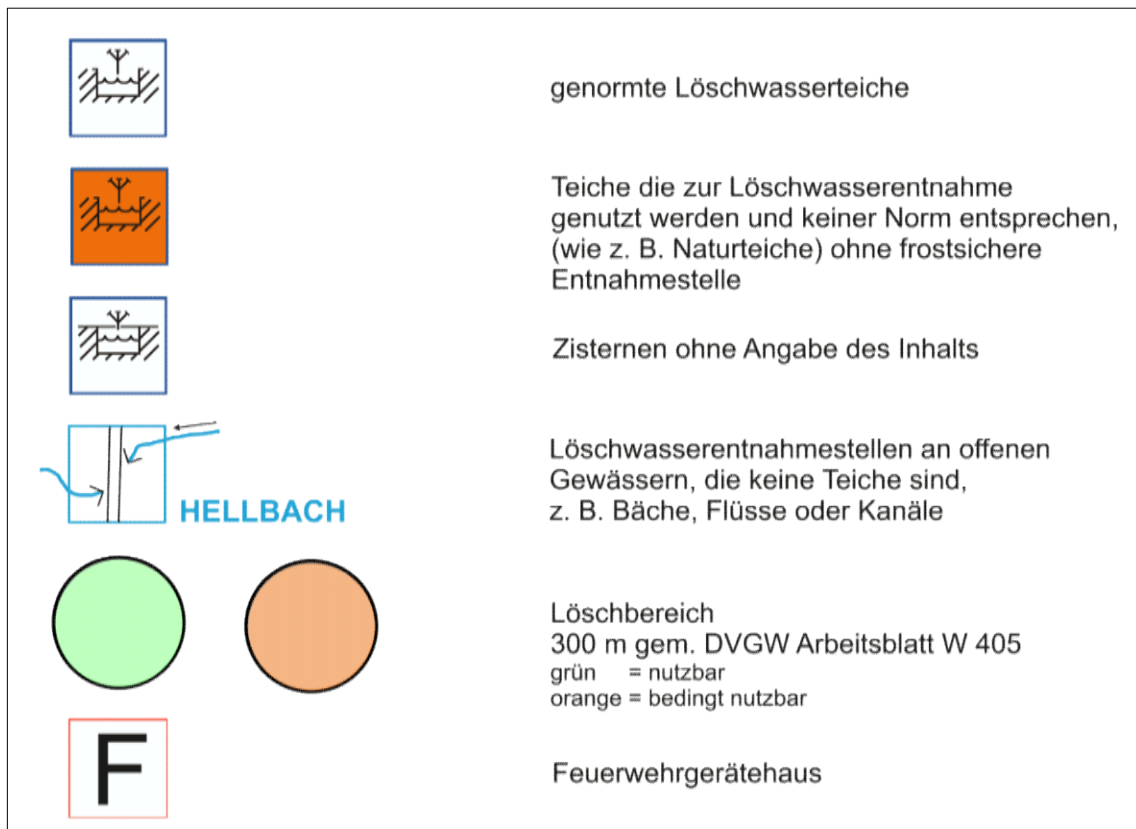 genormte Löschwasserteiche
Teiche die zur Löschwasserentnahme
genutzt werden und keiner Norm entsprechen,
(wie z. B. Naturteiche) ohne frostsichere
Entnahmestelle
Zisternen ohne Angabe des Inhalts
HELLBACH
Löschwasserentnahmestellen an offenen
Gewässern, die keine Teiche sind,
z. B. Bäche, Flüsse oder Kanäle
Löschbereich
300 m gem. DVGW Arbeitsblatt W 405
grün = nutzbar
orange = bedingt nutzbar
F
Feuerwehrgerätehaus